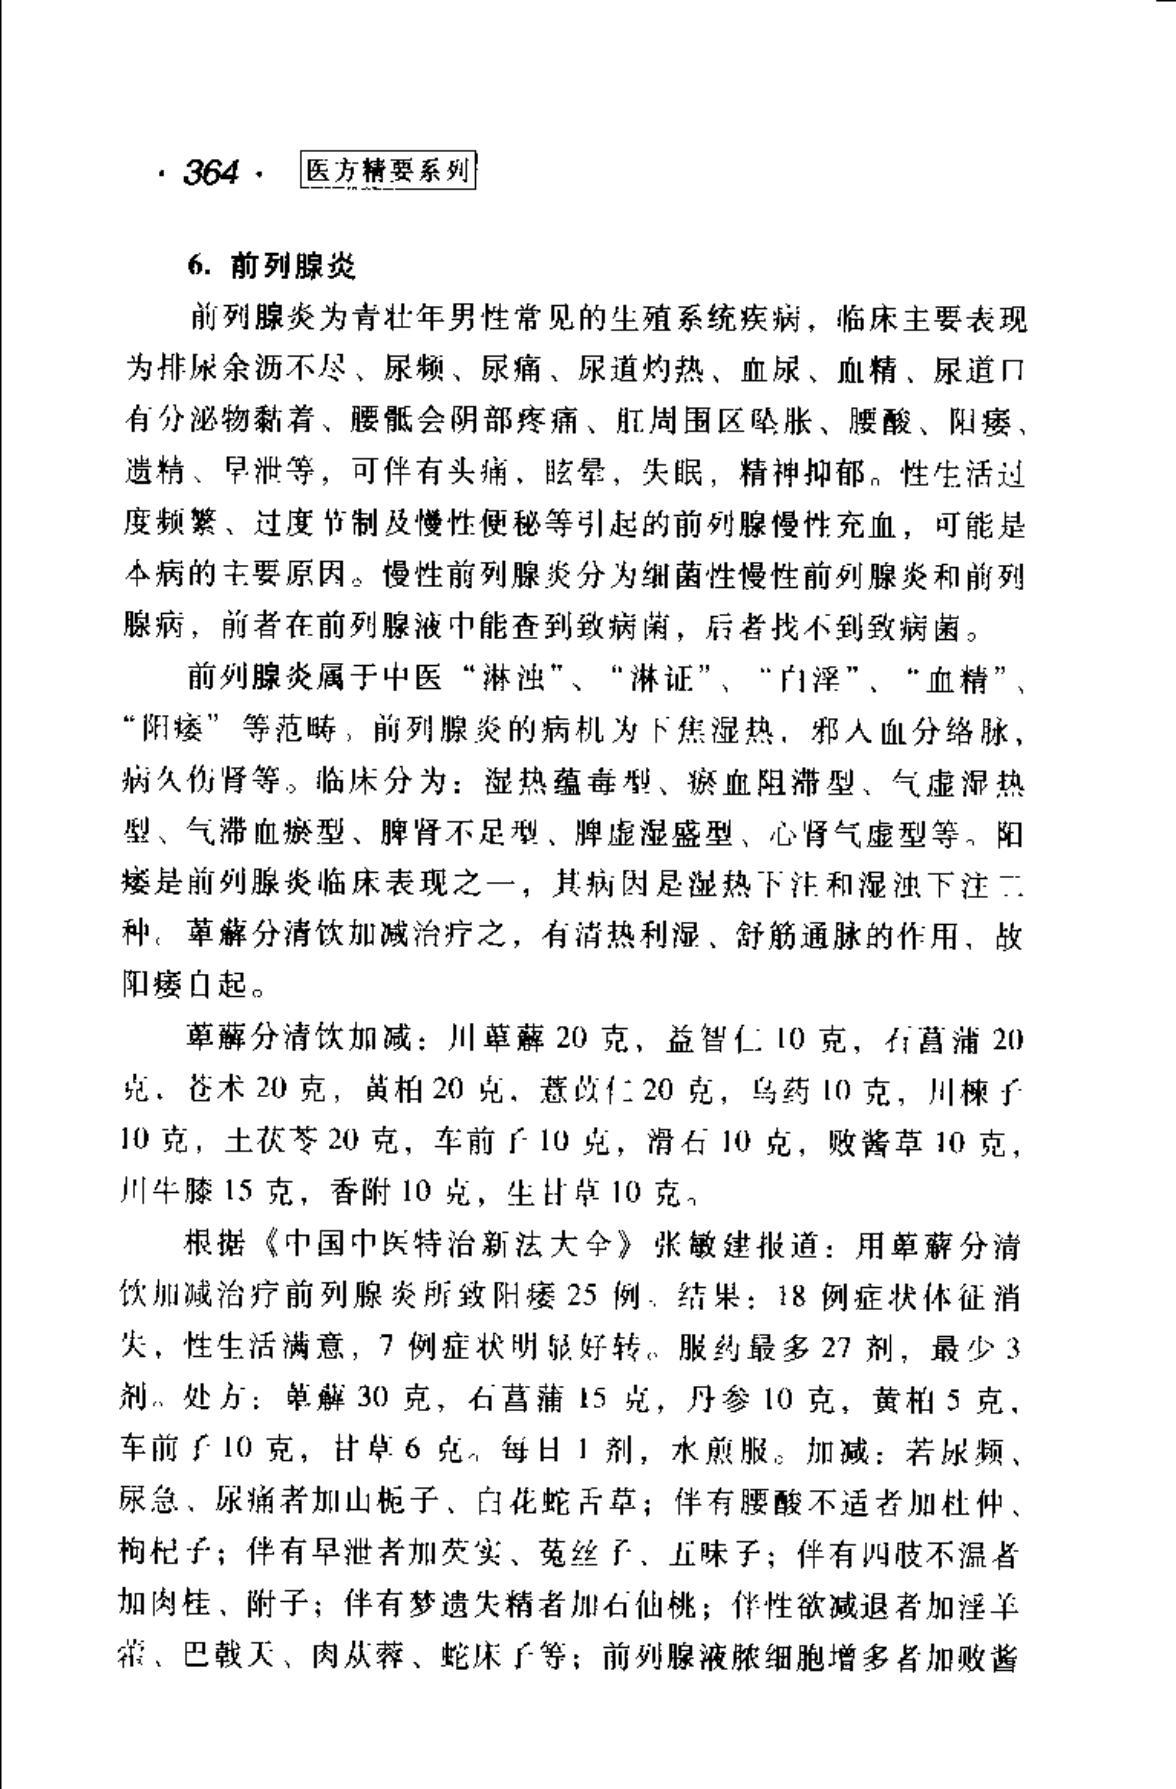 · 364 · 医方精要系列
6. 前列腺炎
前列腺炎为青壮年男性常见的生殖系统疾病，临床主要表现
为排尿余沥不尽、尿频、尿痛、尿道灼热、血尿、血精、尿道口
有分泌物黏着、腰骶会阴部疼痛、肛周围区坠胀、腰酸、阳痿、
遗精、早泄等，可伴有头痛，眩晕，失眠，精神抑郁。性生活过
度频繁、过度节制及慢性便秘等引起的前列腺慢性充血，可能是
本病的主要原因。慢性前列腺炎分为细菌性慢性前列腺炎和前列
腺病，前者在前列腺液中能查到致病菌，后者找不到致病菌。
前列腺炎属于中医“淋浊”、“淋证”、“白淫”、“血精”、
“阳痿”等范畴。前列腺炎的病机为下焦湿热，邪入血分络脉，
病久伤肾等。临床分为：湿热蕴毒型、瘀血阻滞型、气虚湿热
型、气滞血瘀型、脾肾不足型、脾虚湿盛型、心肾气虚型等。阳
痿是前列腺炎临床表现之一，其病因是湿热下注和湿浊下注二
种。萆薢分清饮加减治疗之，有清热利湿、舒筋通脉的作用，故
阳痿自起。
萆薢分清饮加减：川萆薢 20 克，益智仁 10 克，石菖蒲 20
克，苍术 20 克，黄柏 20 克，薏苡仁 20 克，乌药 10 克，川楝子
10 克，土茯苓 20 克，车前子 10 克，滑石 10 克，败酱草 10 克，
川牛膝 15 克，香附 10 克，生甘草 10 克。
根据《中国中医特治新法大全》张敏建报道：用萆薢分清
饮加减治疗前列腺炎所致阳痿 25 例。结果：18 例症状体征消
失，性生活满意，7 例症状明显好转。服药最多 27 剂，最少 3
剂。处方：萆薢 30 克，石菖蒲 15 克，丹参 10 克，黄柏 5 克，
车前子 10 克，甘草 6 克。每日 1 剂，水煎服。加减：若尿频、
尿急、尿痛者加山栀子、白花蛇舌草；伴有腰酸不适者加杜仲、
枸杞子；伴有早泄者加芡实、菟丝子、五味子；伴有四肢不温者
加肉桂、附子；伴有梦遗失精者加石仙桃；伴性欲减退者加淫羊
藿、巴戟天、肉苁蓉、蛇床子等；前列腺液脓细胞增多者加败酱